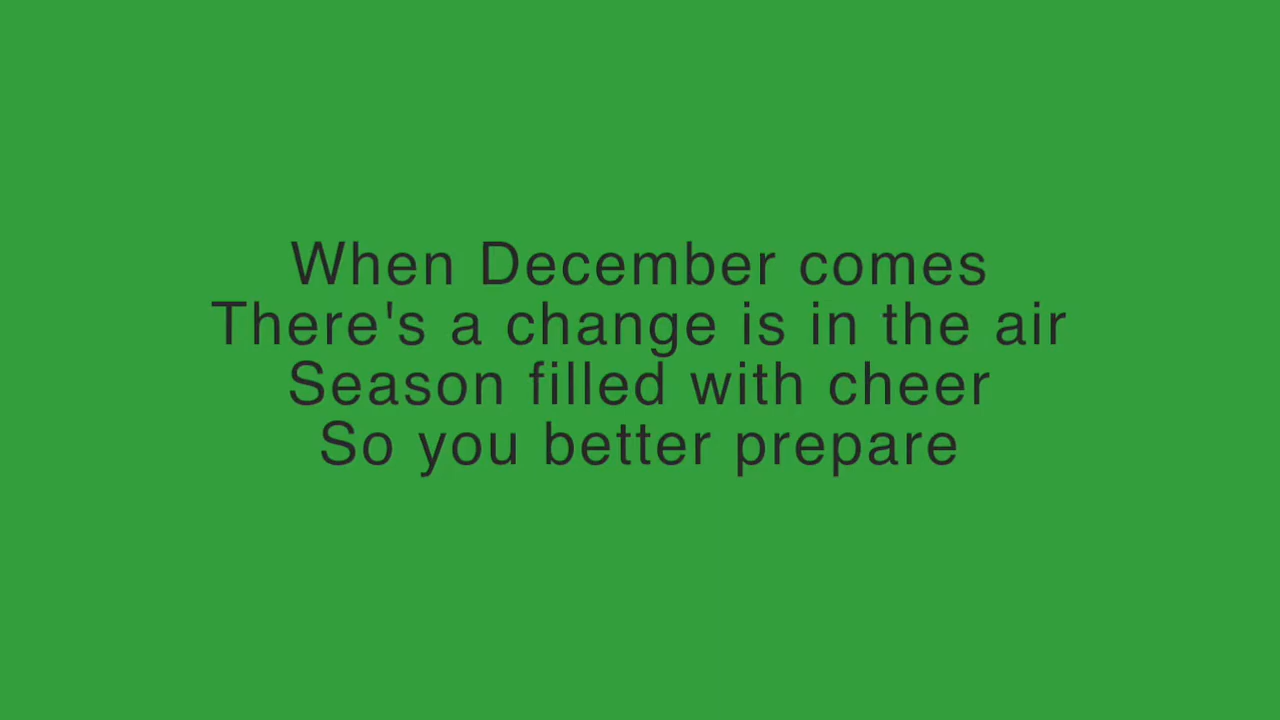 When December comes
There's a change is in the air
Season filled with cheer
So you better prepare